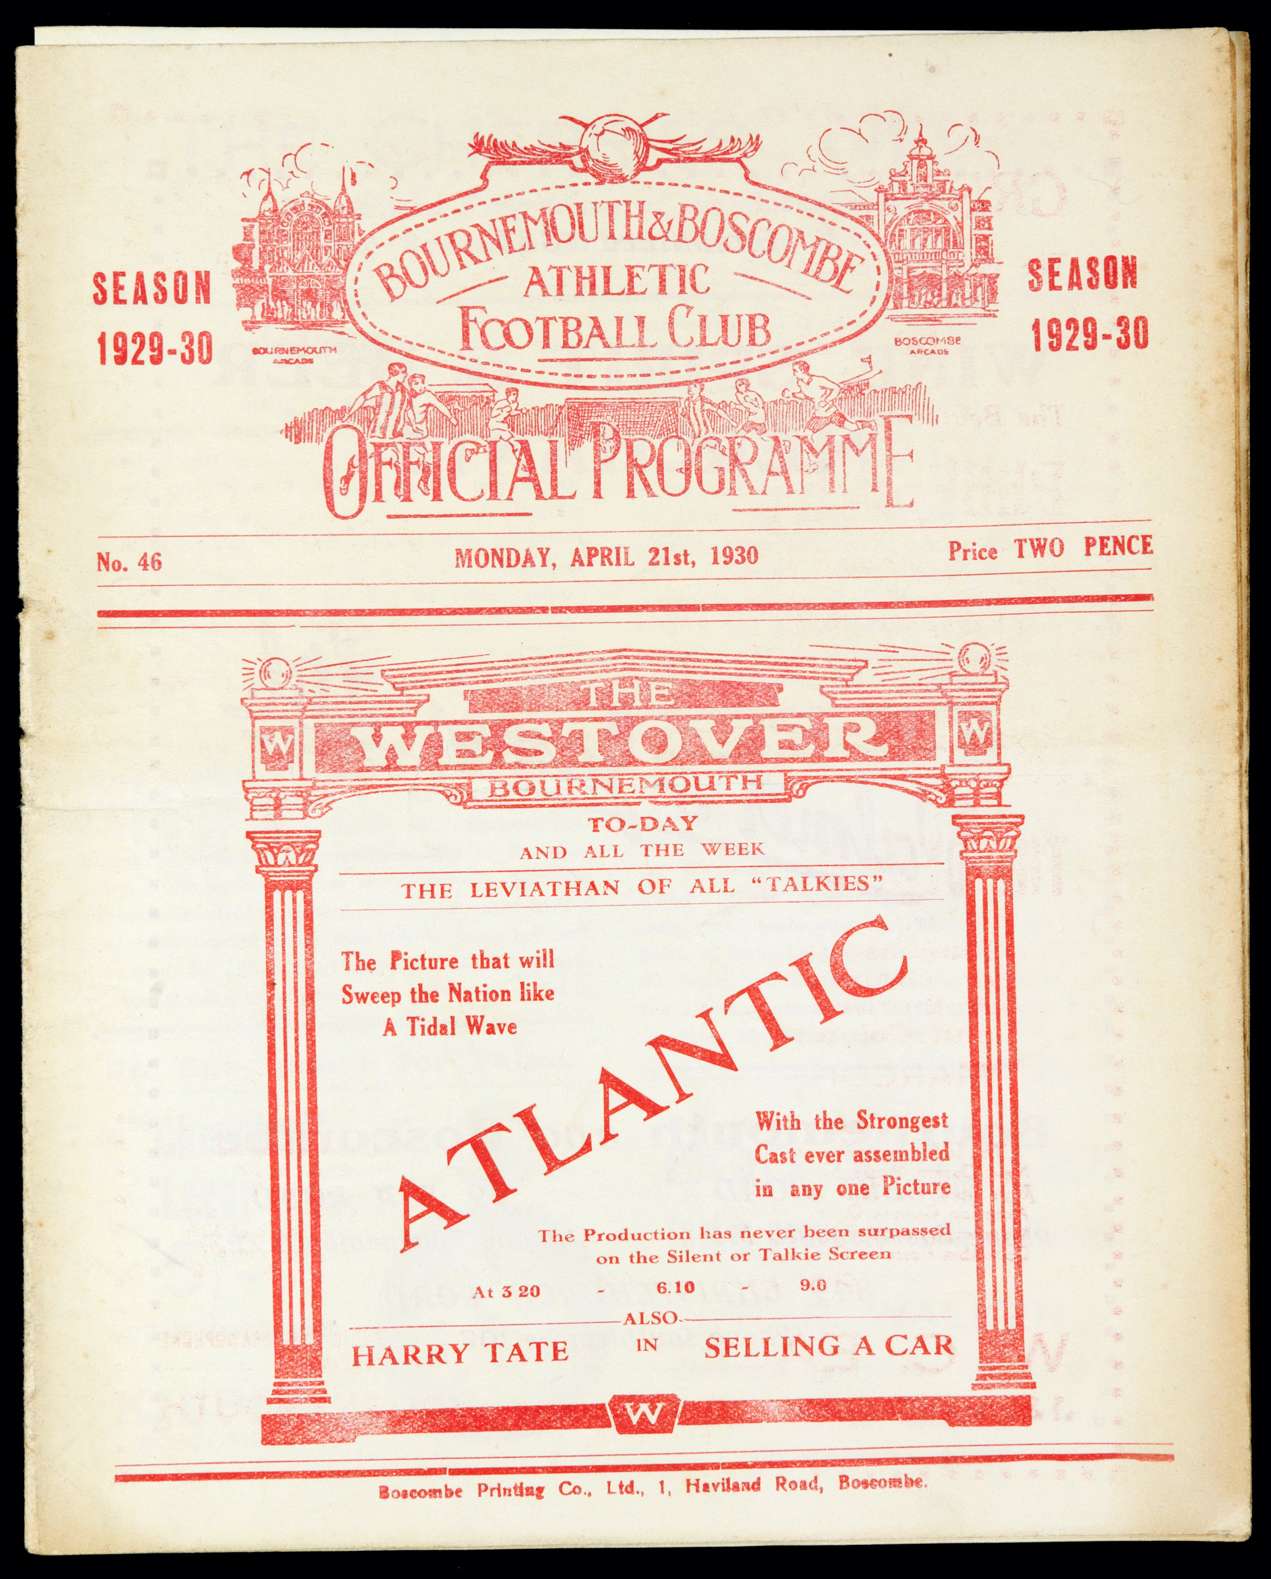 BOURNEMOUTH & BOSCOMBE
ATHLETIC
FOOTBALL CLUB
SEASON
1929-30
SEASON
1929-30
BOURNEMOUTH
ARCADE
BOSCOMBE
ARCADE
OFFICIAL PROGRAMME
No. 46
MONDAY, APRIL 21st, 1930
Price TWO PENCE
THE
W WESTOVER W
BOURNEMOUTH
TO-DAY
AND ALL THE WEEK
THE LEVIATHAN OF ALL "TALKIES"
The Picture that will
Sweep the Nation like
A Tidal Wave
ATLANTIC
With the Strongest
Cast ever assembled
in any one Picture
The Production has never been surpassed
on the Silent or Talkie Screen
At 3 20 - 6.10 - 9.0
ALSO
HARRY TATE IN SELLING A CAR
W
Boscombe Printing Co., Ltd., 1, Haviland Road, Boscombe.